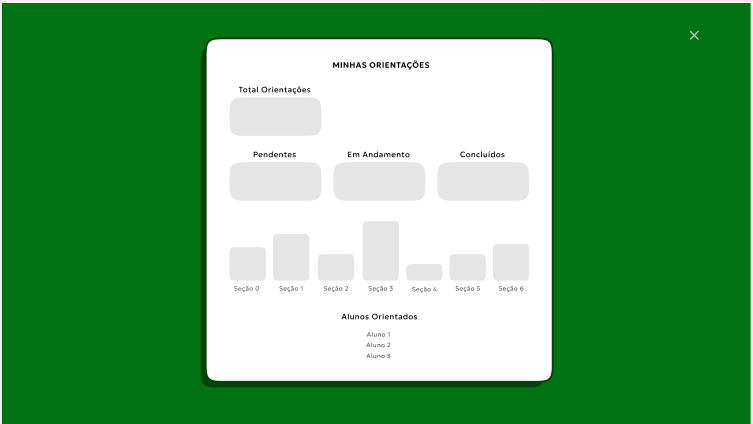 MINHAS ORIENTAÇÕES
Total Orientações
Pendentes Em Andamento Concluídos
Seção 0 Seção 1 Seção 2 Seção 3 Seção 4 Seção 5 Seção 6
Alunos Orientados
Aluno 1
Aluno 2
Aluno 3